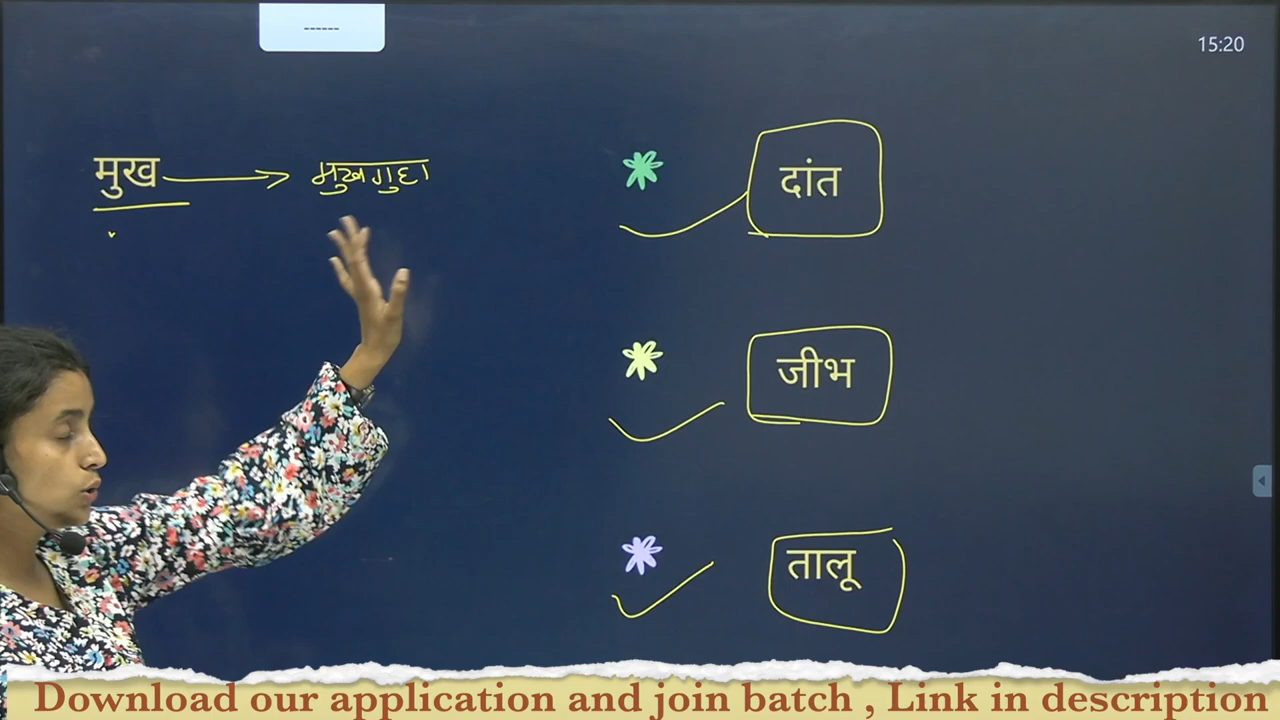 ------
15:20
मुख → मुखगुहा
दांत
जीभ
तालू
Download our application and join batch , Link in description